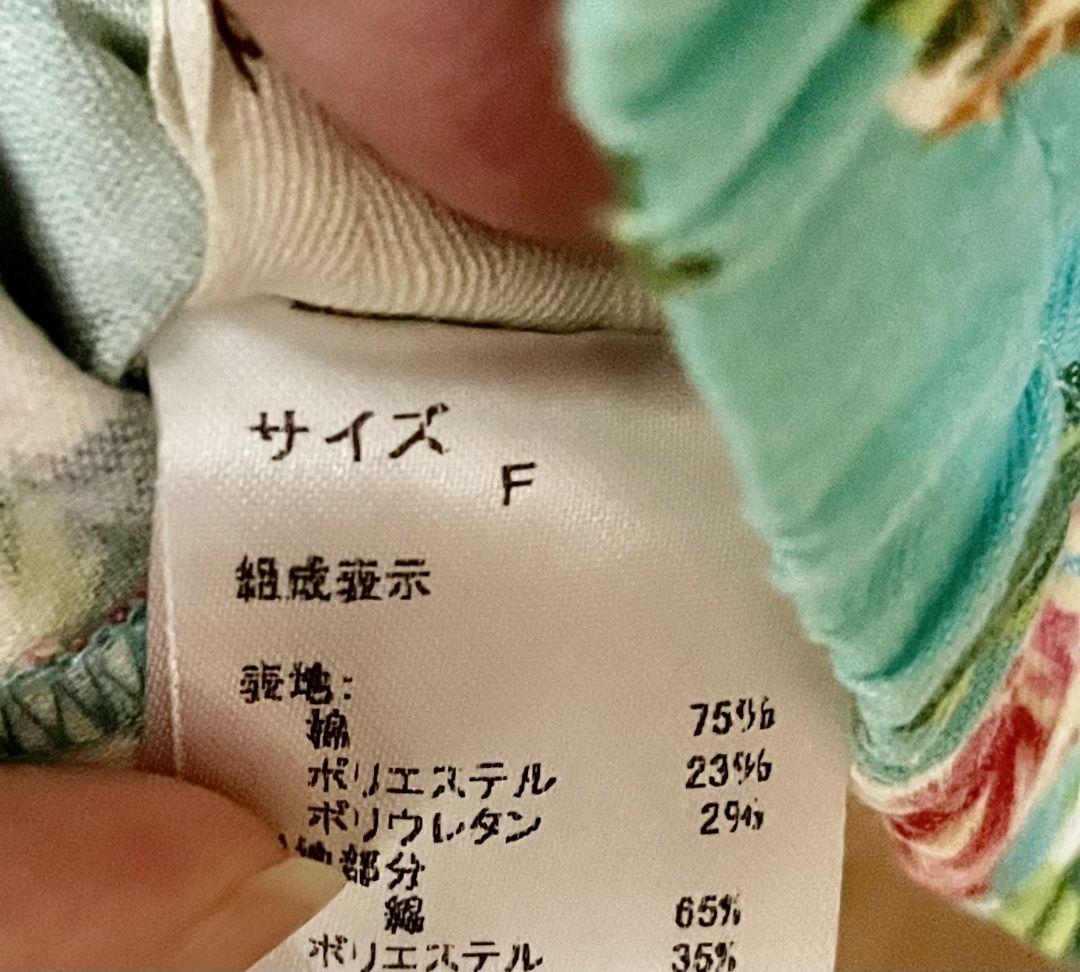 サイズ
F
組成表示
表地:
綿 75%
ポリエステル 23%
ポリウレタン 2%
部分
綿 65%
ポリエステル 35%